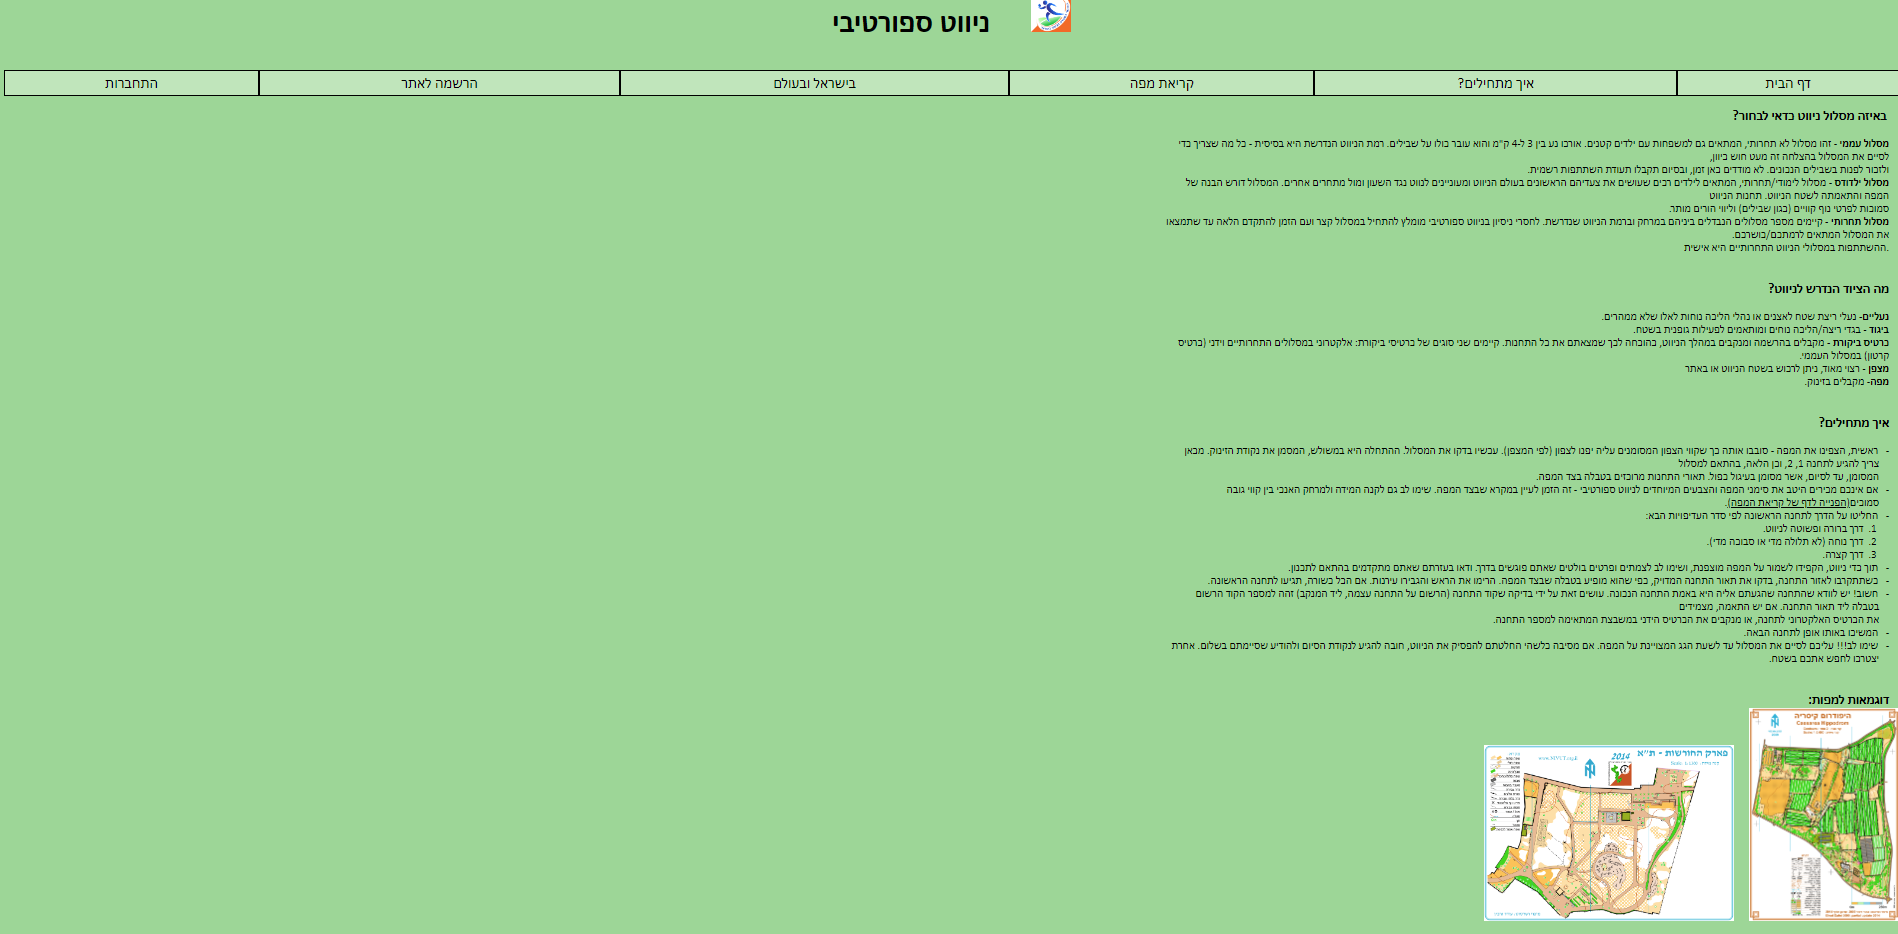 ניווט ספורטיבי
דף הבית
איך מתחילים?
קריאת מפה
בישראל ובעולם
הרשמה לאתר
התחברות
באיזה מסלול ניווט כדאי לבחור?
מסלול עממי - זהו מסלול לא תחרותי, המתאים גם למשפחות עם ילדים קטנים. אורכו נע בין 3 ל-4 ק"מ והוא עובר כולו על שבילים. רמת הניווט הנדרשת היא בסיסית - כל מה שצריך כדי
לסיים את המסלול בהצלחה זה מעט חוש כיוון,
ולזכור לפנות בשבילים הנכונים. לא מודדים כאן זמן, ובסיום תקבלו תעודת השתתפות רשמית.
מסלול ילדודס - מסלול לימודי/תחרותי, המתאים לילדים רבים שעושים את צעדיהם הראשונים בעולם הניווט ומעוניינים לנווט נגד השעון ומול מתחרים אחרים. המסלול דורש הבנה של
המפה והתאמתה לשטח הניווט. תחנות הניווט
סמוכות לפרטי נוף קוויים (כגון שבילים) וליווי הורים מותר.
מסלול תחרותי - קיימים מספר מסלולים הנבדלים ביניהם במרחק וברמת הניווט שנדרשת. לחסרי ניסיון בניווט ספורטיבי מומלץ להתחיל במסלול קצר ועם הזמן להתקדם הלאה עד שתמצאו
את המסלול המתאים לרמתכם/כושרכם.
.ההשתתפות במסלולי הניווט התחרותיים היא אישית
מה הציוד הנדרש לניווט?
נעליים- נעלי ריצת שטח לאצנים או נהלי הליכה נוחות לאלו שלא ממהרים.
ביגוד - בגדי ריצה/הליכה נוחים ומותאמים לפעילות גופנית בשטח.
כרטיס ביקורת - מקבלים בהרשמה ומנקבים במהלך הניווט, כהוכחה לכך שמצאתם את כל התחנות. קיימים שני סוגים של כרטיסי ביקורת: אלקטרוני במסלולים התחרותיים וידני (כרטיס
קרטון) במסלול העממי.
מצפן - רצוי מאוד, ניתן לרכוש בשטח הניווט או באתר
מפה- מקבלים בזינוק.
איך מתחילים?
- ראשית, הצפינו את המפה - סובבו אותה כך שקווי הצפון המסומנים עליה יפנו לצפון (לפי המצפן). עכשיו בדקו את המסלול. ההתחלה היא במשולש, המסמן את נקודת הזינוק. מכאן
צריך להגיע לתחנה 1, 2, וכן הלאה, בהתאם למסלול
המסומן, עד לסיום, אשר מסומן בעיגול כפול. תאורי התחנות מרוכזים בטבלה בצד המפה.
- אם אינכם מכירים היטב את סימני המפה והצבעים המיוחדים לניווט ספורטיבי - זה הזמן לעיין במקרא שבצד המפה. שימו לב גם לקנה המידה ולמרחק האנכי בין קווי גובה
סמוכים(הפנייה לדף של קריאת המפה).
- החליטו על הדרך לתחנה הראשונה לפי סדר העדיפויות הבא:
1. דרך ברורה ופשוטה לניווט.
2. דרך נוחה (לא תלולה מדי או סבוכה מדי).
3. דרך קצרה.
- תוך כדי ניווט, הקפידו לשמור על המפה מוצפנת, ושימו לב לצמתים ופרטים בולטים שאתם פוגשים בדרך. ודאו בעזרתם שאתם מתקדמים בהתאם לתכנון.
- כשתתקרבו לאזור התחנה, בדקו את תאור התחנה המדויק, כפי שהוא מופיע בטבלה שבצד המפה. הרימו את הראש והגבירו עירנות. אם הכל כשורה, תגיעו לתחנה הראשונה.
- חשוב! יש לוודא שהתחנה שהגעתם אליה היא באמת התחנה הנכונה. עושים זאת על ידי בדיקה שקוד התחנה (הרשום על התחנה עצמה, ליד המנקב) זהה למספר הקוד הרשום
בטבלה ליד תאור התחנה. אם יש התאמה, מצמידים
את הכרטיס האלקטרוני לתחנה, או מנקבים את הכרטיס הידני במשבצת המתאימה למספר התחנה.
- המשיכו באותו אופן לתחנה הבאה.
- שימו לב!!! עליכם לסיים את המסלול עד לשעת הגג המצויינת על המפה. אם מסיבה כלשהי החלטתם להפסיק את הניווט, חובה להגיע לנקודת הסיום ולהודיע שסיימתם בשלום. אחרת
יצטרכו לחפש אתכם בשטח.
דוגמאות למפות:
היפודרום קיסריה
Caesarea Hippodrom
פארק החורשות - ת"א
2014